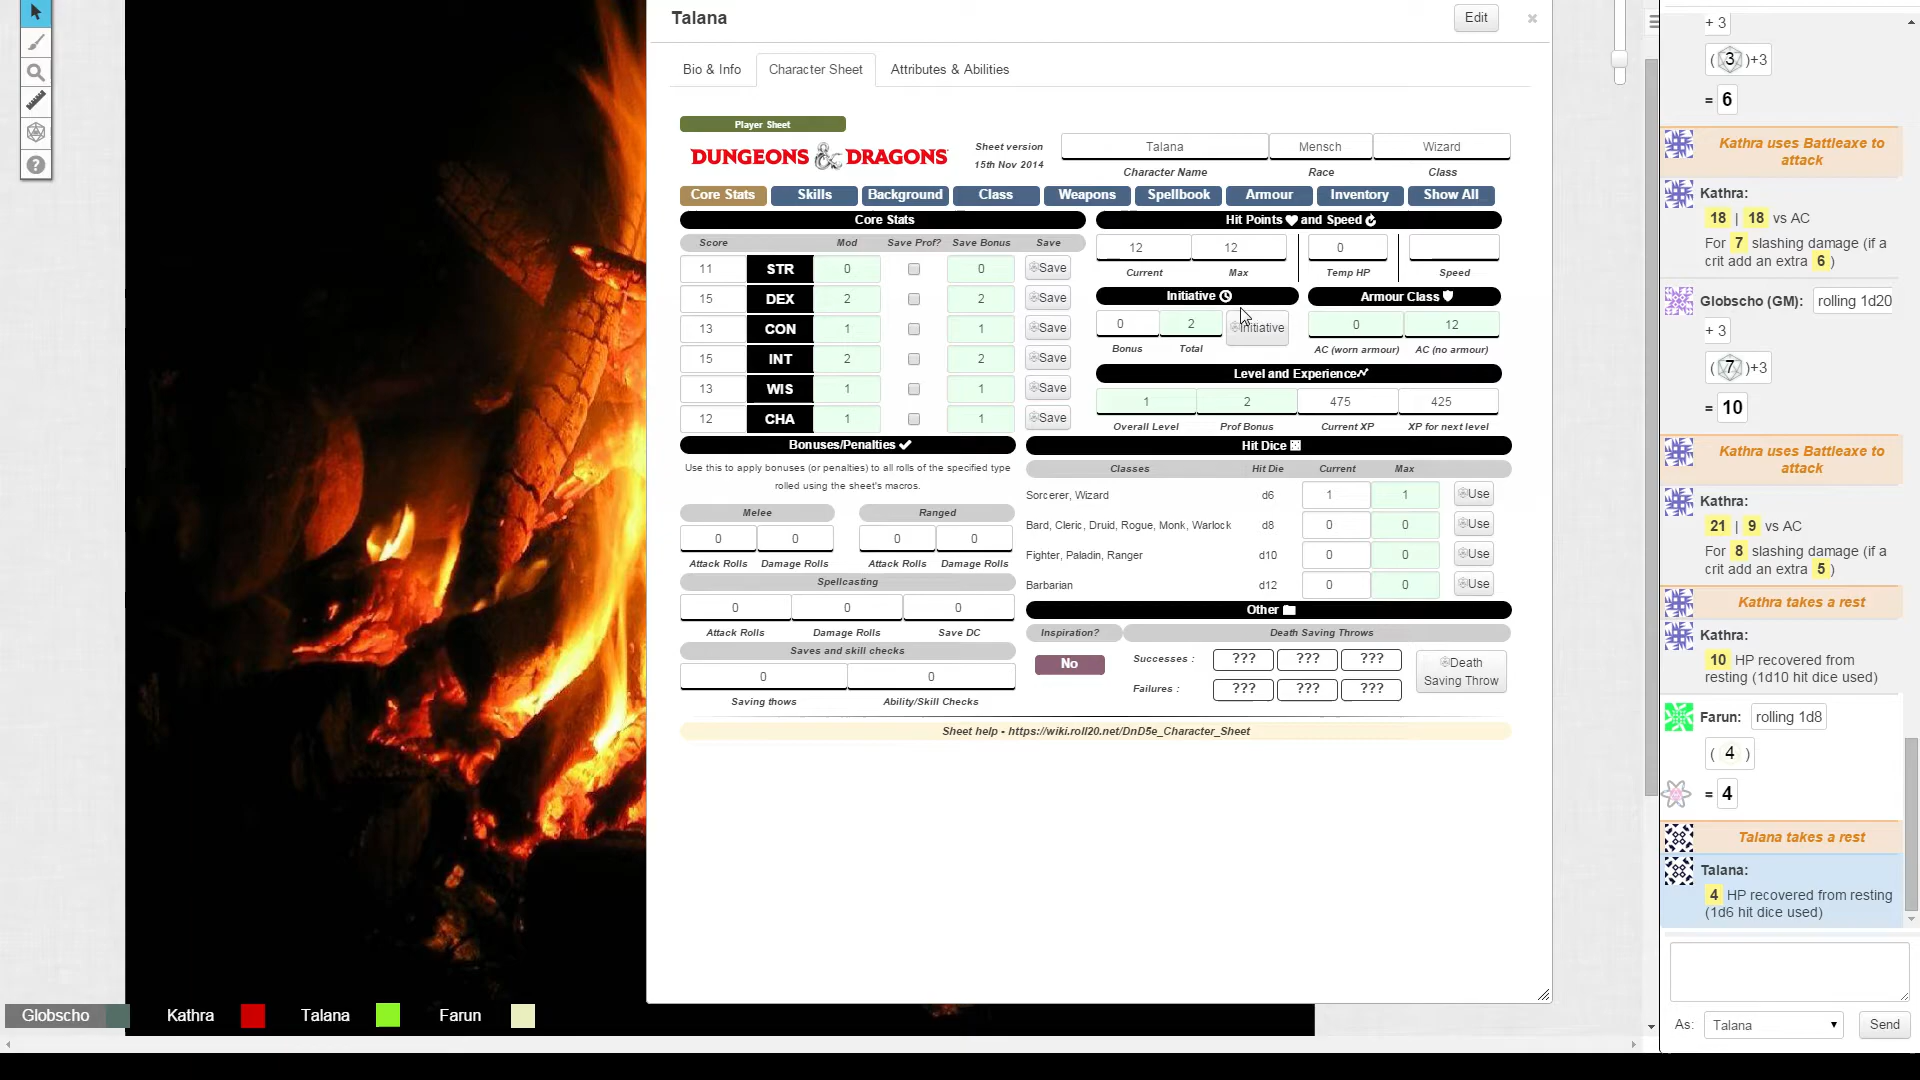 Talana
Edit
Bio & Info Character Sheet Attributes & Abilities
Player Sheet
DUNGEONS & DRAGONS
Sheet version
15th Nov 2014
Talana Mensch Wizard
Character Name Race Class
Core Stats Skills Background Class Weapons Spellbook Armour Inventory Show All
Core Stats
Score Mod Save Prof? Save Bonus Save
11 STR 0 0 Save
15 DEX 2 2 Save
13 CON 1 1 Save
15 INT 2 2 Save
13 WIS 1 1 Save
12 CHA 1 1 Save
Hit Points and Speed
12 12 0
Current Max Temp HP Speed
Initiative
0 2 Initiative
Bonus Total
Armour Class
0 12
AC (worn armour) AC (no armour)
Level and Experience
1 2 475 425
Overall Level Prof Bonus Current XP XP for next level
Bonuses/Penalties
Use this to apply bonuses (or penalties) to all rolls of the specified type
rolled using the sheet's macros.
Melee Ranged
0 0 0 0
Attack Rolls Damage Rolls Attack Rolls Damage Rolls
Spellcasting
0 0 0
Attack Rolls Damage Rolls Save DC
Saves and skill checks
0 0
Saving thows Ability/Skill Checks
Hit Dice
Classes Hit Die Current Max
Sorcerer, Wizard d6 1 1 Use
Bard, Cleric, Druid, Rogue, Monk, Warlock d8 0 0 Use
Fighter, Paladin, Ranger d10 0 0 Use
Barbarian d12 0 0 Use
Other
Inspiration? Death Saving Throws
No
Successes : ??? ??? ???
Failures : ??? ??? ???
Death
Saving Throw
Sheet help - https://wiki.roll20.net/DnD5e_Character_Sheet
+ 3
(3)+3
= 6
Kathra uses Battleaxe to
attack
Kathra:
18 | 18 vs AC
For 7 slashing damage (if a
crit add an extra 6 )
Globscho (GM): rolling 1d20
+ 3
(7)+3
= 10
Kathra uses Battleaxe to
attack
Kathra:
21 | 9 vs AC
For 8 slashing damage (if a
crit add an extra 5 )
Kathra takes a rest
Kathra:
10 HP recovered from
resting (1d10 hit dice used)
Farun: rolling 1d8
( 4 )
= 4
Talana takes a rest
Talana:
4 HP recovered from resting
(1d6 hit dice used)
As: Talana Send
Globscho Kathra Talana Farun